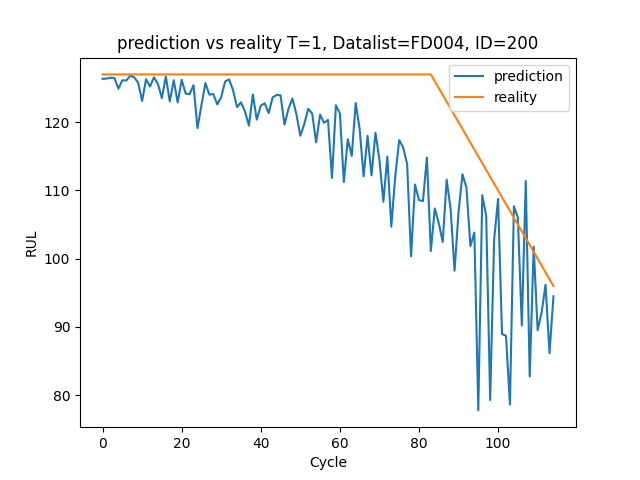 prediction vs reality T=1, Datalist=FD004, ID=200
prediction
reality
RUL
120
110
100
90
80
0 20 40 60 80 100
Cycle